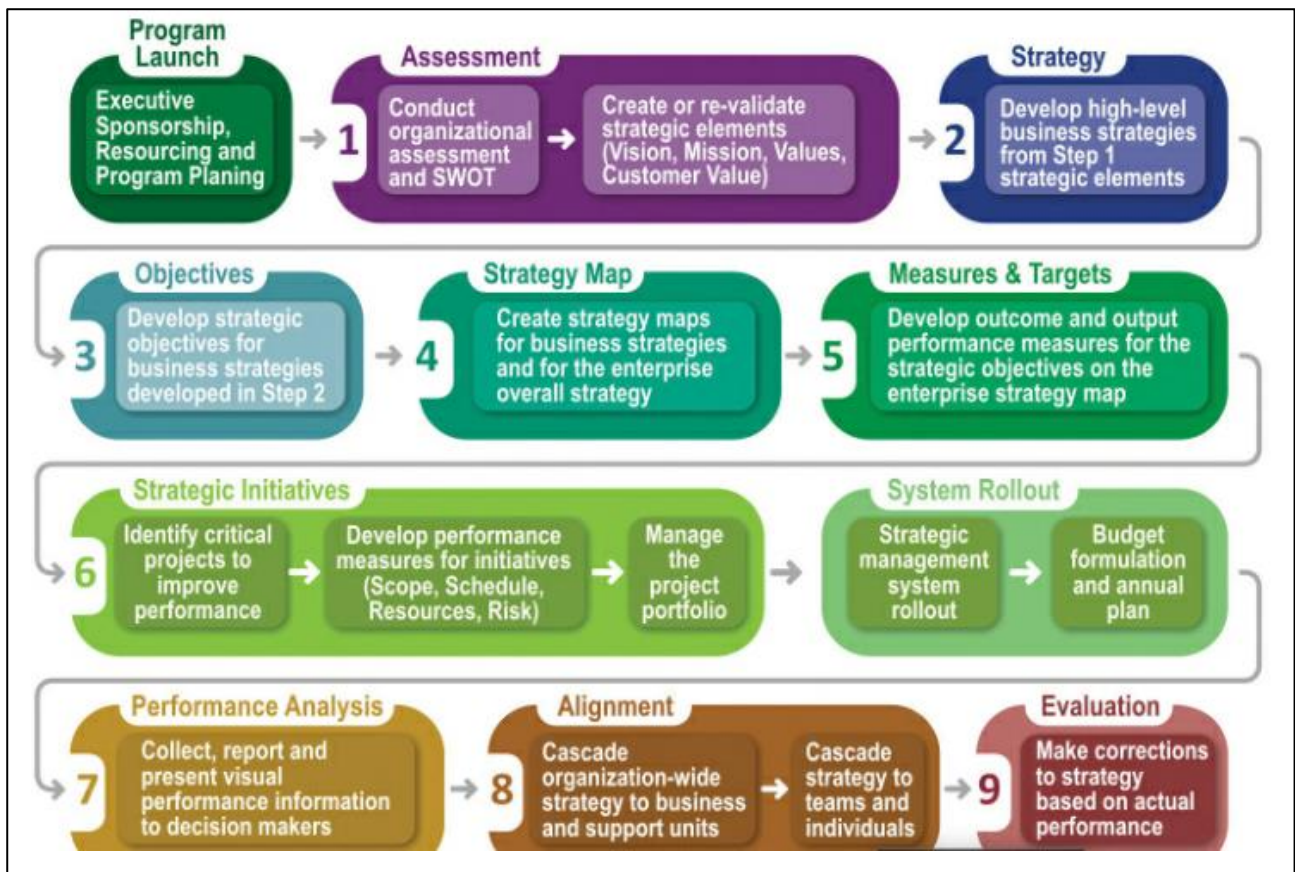 Program
Launch
Executive
Sponsorship,
Resourcing and
Program Planing
Assessment
1
Conduct
organizational
assessment
and SWOT
Create or re-validate
strategic elements
(Vision, Mission, Values,
Customer Value)
Strategy
2
Develop high-level
business strategies
from Step 1
strategic elements
Objectives
3
Develop strategic
objectives for
business strategies
developed in Step 2
Strategy Map
4
Create strategy maps
for business strategies
and for the enterprise
overall strategy
Measures & Targets
5
Develop outcome and output
performance measures for the
strategic objectives on the
enterprise strategy map
Strategic Initiatives
6
Identify critical
projects to
improve
performance
Develop performance
measures for initiatives
(Scope, Schedule,
Resources, Risk)
Manage
the
project
portfolio
System Rollout
Strategic
management
system
rollout
Budget
formulation
and annual
plan
Performance Analysis
7
Collect, report and
present visual
performance information
to decision makers
Alignment
8
Cascade
organization-wide
strategy to business
and support units
Cascade
strategy to
teams and
individuals
Evaluation
9
Make corrections
to strategy
based on actual
performance